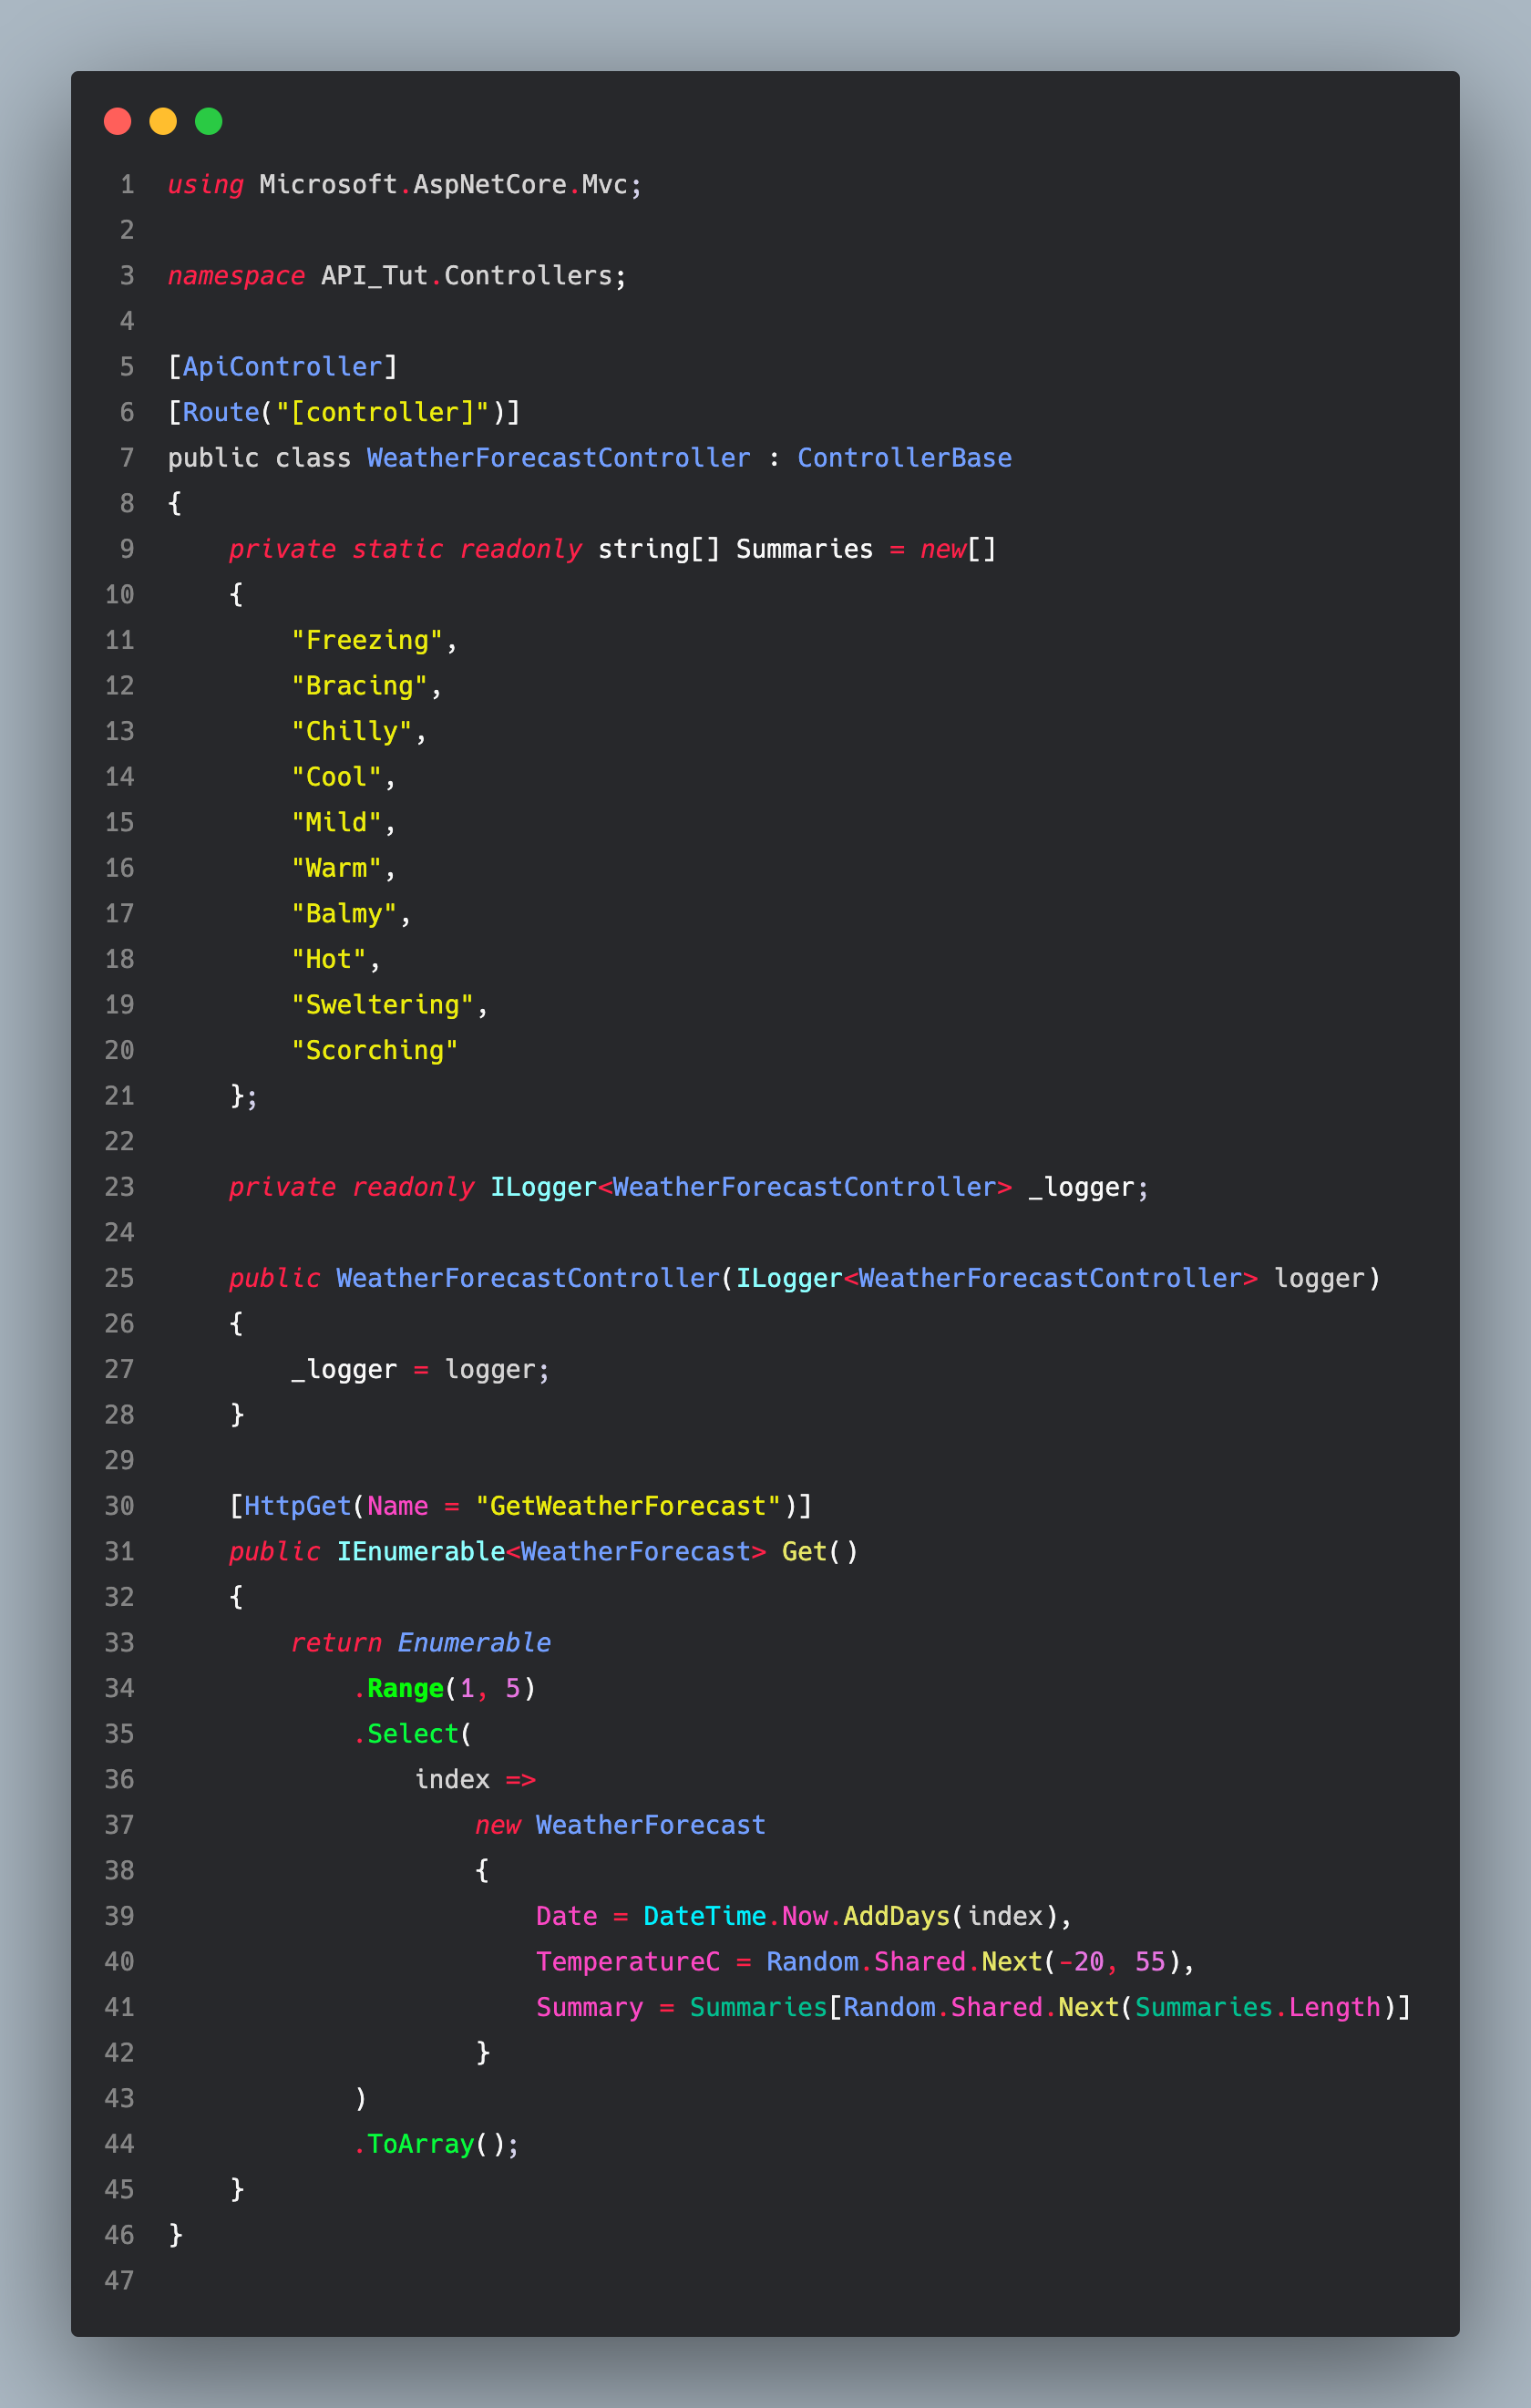 1 using Microsoft.AspNetCore.Mvc;
2
3 namespace API_Tut.Controllers;
4
5 [ApiController]
6 [Route("[controller]")]
7 public class WeatherForecastController : ControllerBase
8 {
9     private static readonly string[] Summaries = new[]
10     {
11         "Freezing",
12         "Bracing",
13         "Chilly",
14         "Cool",
15         "Mild",
16         "Warm",
17         "Balmy",
18         "Hot",
19         "Sweltering",
20         "Scorching"
21     };
22
23     private readonly ILogger<WeatherForecastController> _logger;
24
25     public WeatherForecastController(ILogger<WeatherForecastController> logger)
26     {
27         _logger = logger;
28     }
29
30     [HttpGet(Name = "GetWeatherForecast")]
31     public IEnumerable<WeatherForecast> Get()
32     {
33         return Enumerable
34             .Range(1, 5)
35             .Select(
36                 index =>
37                     new WeatherForecast
38                     {
39                         Date = DateTime.Now.AddDays(index),
40                         TemperatureC = Random.Shared.Next(-20, 55),
41                         Summary = Summaries[Random.Shared.Next(Summaries.Length)]
42                     }
43             )
44             .ToArray();
45     }
46 }
47